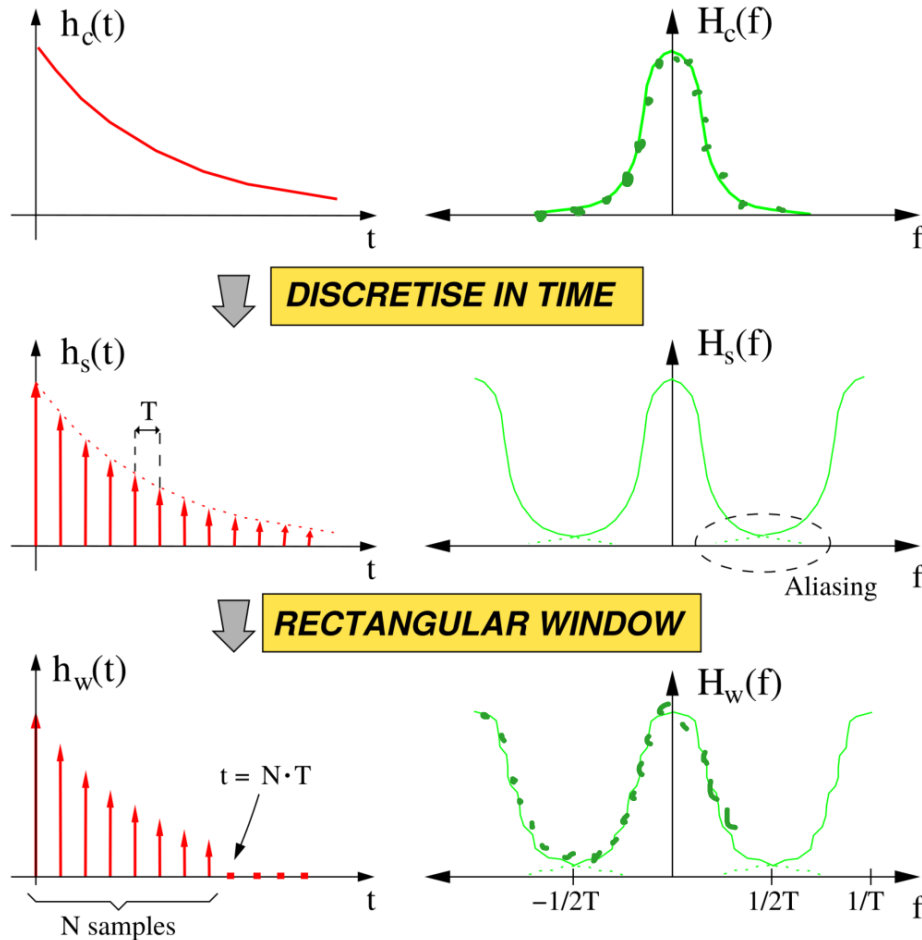 h_c(t)
H_c(f)
t
f
DISCRETISE IN TIME
h_s(t)
H_s(f)
T
t
f
Aliasing
RECTANGULAR WINDOW
h_w(t)
H_w(f)
t = N·T
t
f
−1/2T
1/2T
1/T
N samples